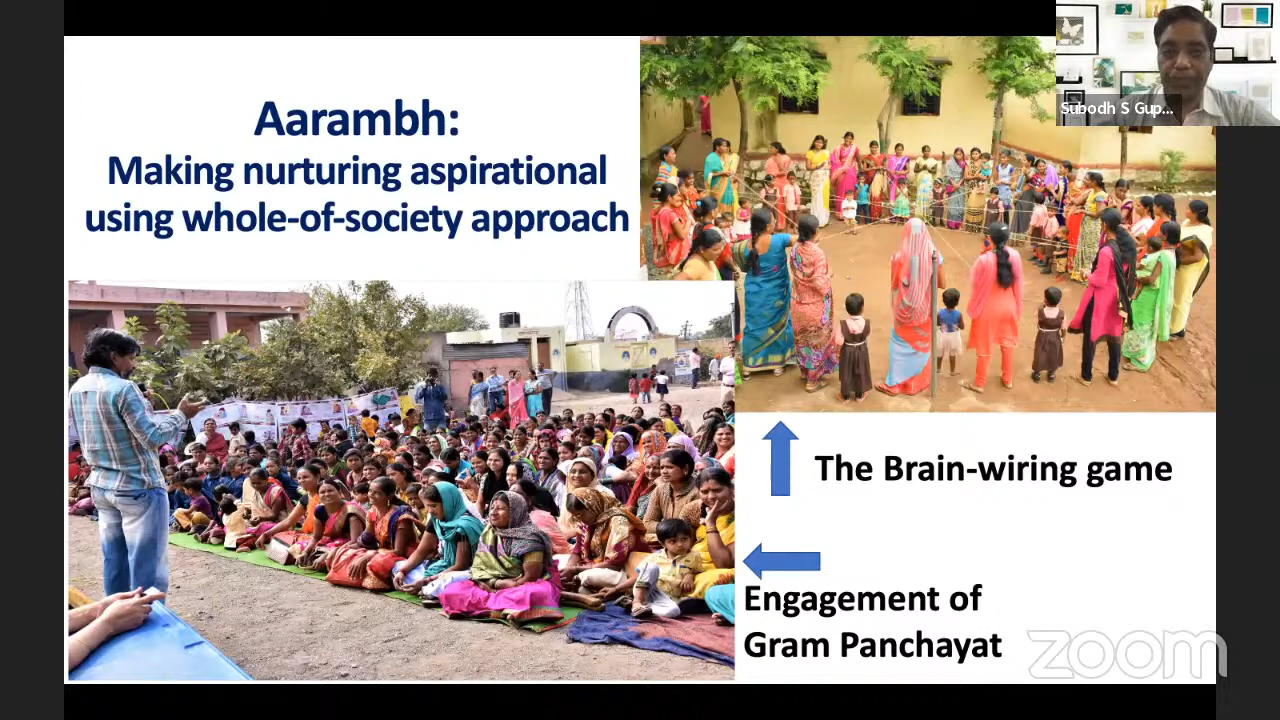 Aarambh:
Making nurturing aspirational
using whole-of-society approach
Subodh S Gup...
The Brain-wiring game
Engagement of
Gram Panchayat
zoom